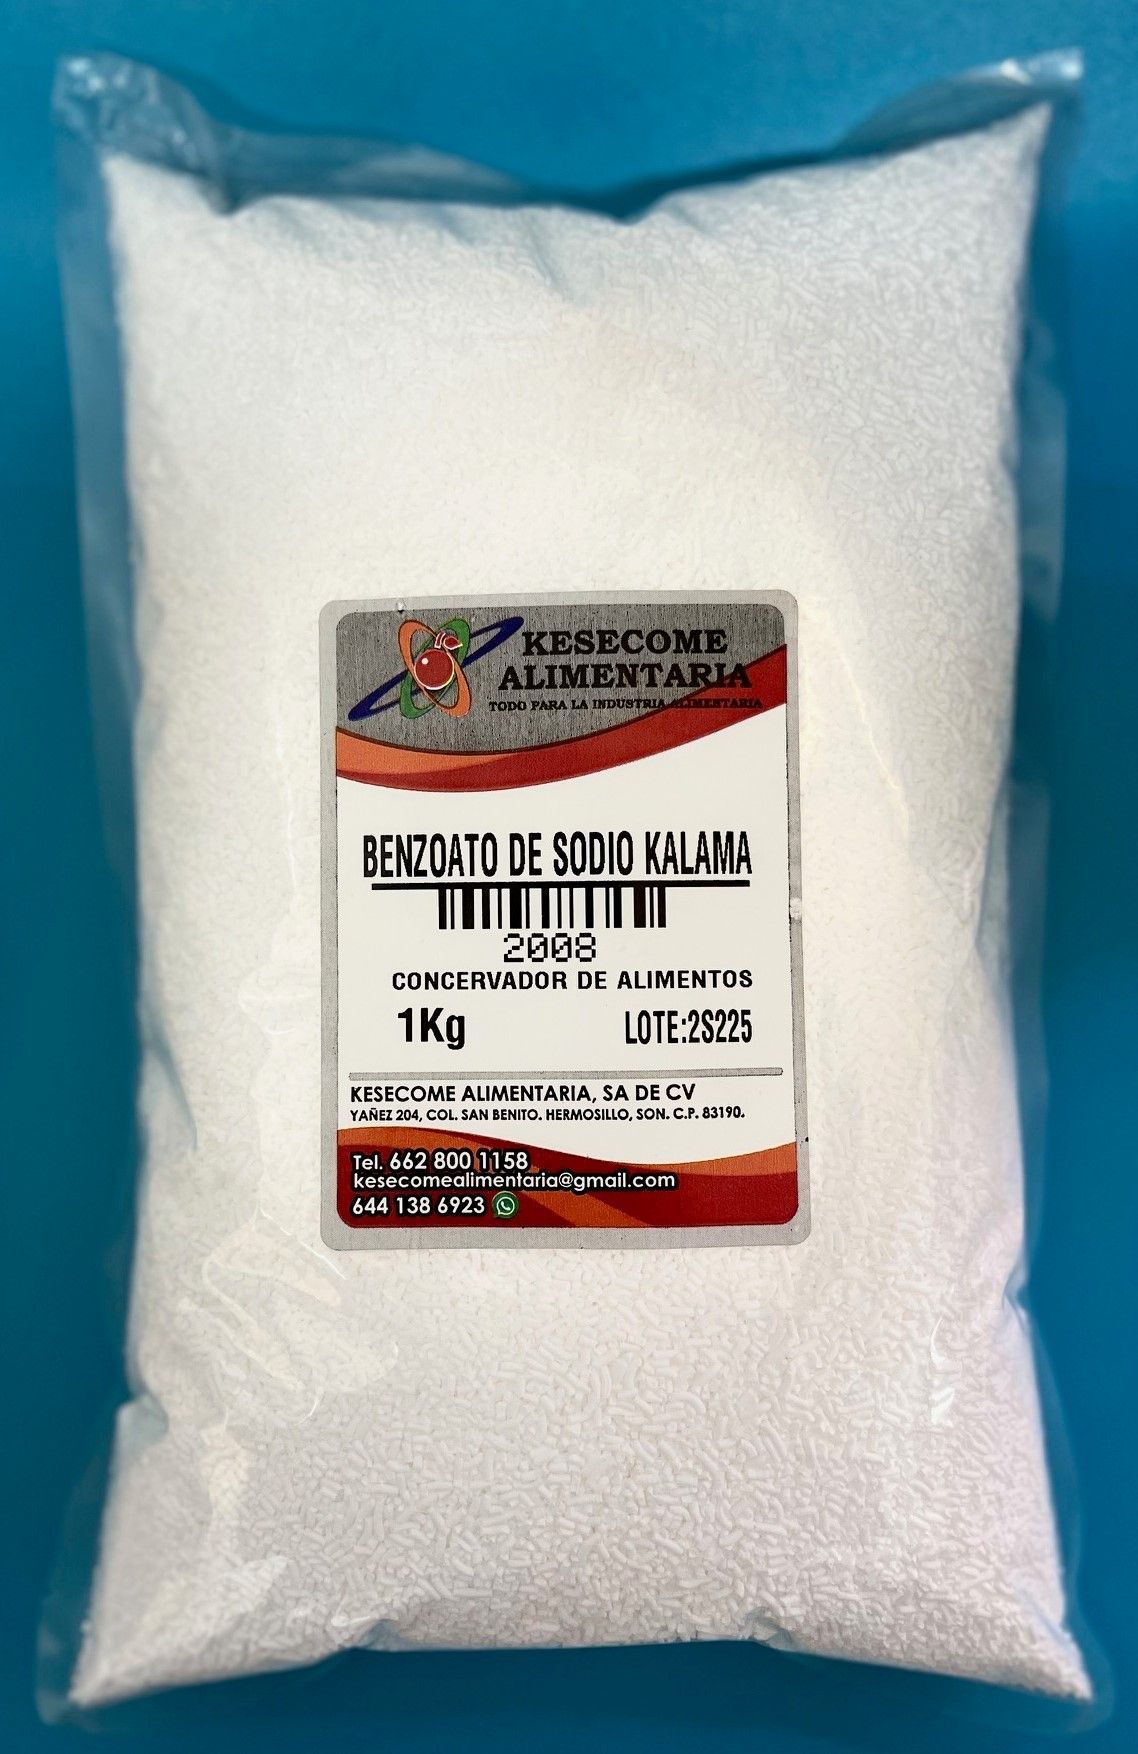 KESECOME
ALIMENTARIA
TODO PARA LA INDUSTRIA ALIMENTARIA
BENZOATO DE SODIO KALAMA
2008
CONCERVADOR DE ALIMENTOS
1Kg LOTE:2S225
KESECOME ALIMENTARIA, SA DE CV
YAÑEZ 204, COL. SAN BENITO. HERMOSILLO, SON. C.P. 83190.
Tel. 662 800 1158
kesecomealimentaria@gmail.com
644 138 6923